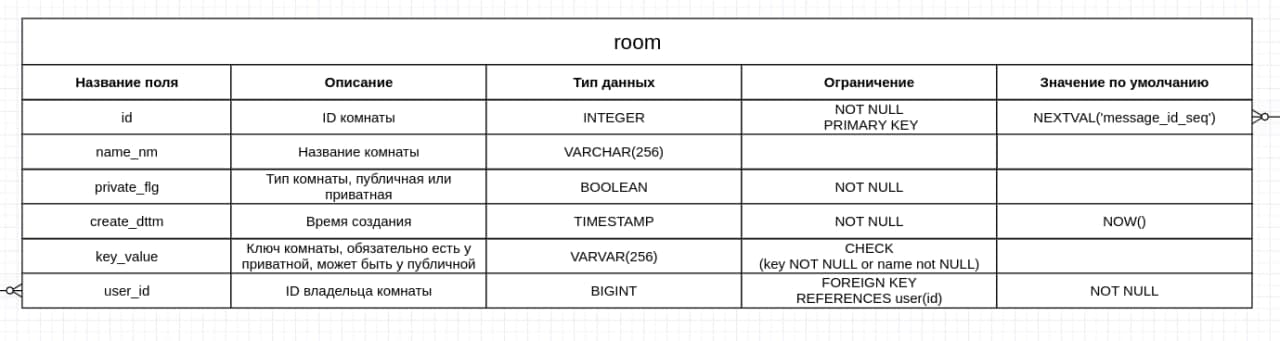 room
Название поля
Описание
Тип данных
Ограничение
Значение по умолчанию
id
ID комнаты
INTEGER
NOT NULL
PRIMARY KEY
NEXTVAL('message_id_seq')
name_nm
Название комнаты
VARCHAR(256)
private_flg
Тип комнаты, публичная или
приватная
BOOLEAN
NOT NULL
create_dttm
Время создания
TIMESTAMP
NOT NULL
NOW()
key_value
Ключ комнаты, обязательно есть у
приватной, может быть у публичной
VARVAR(256)
CHECK
(key NOT NULL or name not NULL)
user_id
ID владельца комнаты
BIGINT
FOREIGN KEY
REFERENCES user(id)
NOT NULL